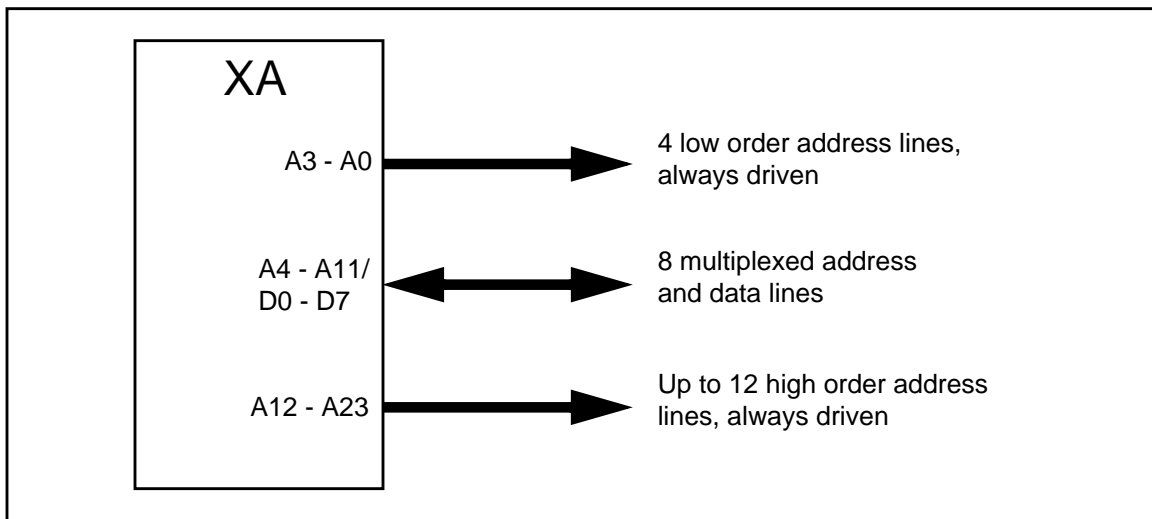 XA
A3 - A0
4 low order address lines,
always driven
A4 - A11/
D0 - D7
8 multiplexed address
and data lines
A12 - A23
Up to 12 high order address
lines, always driven